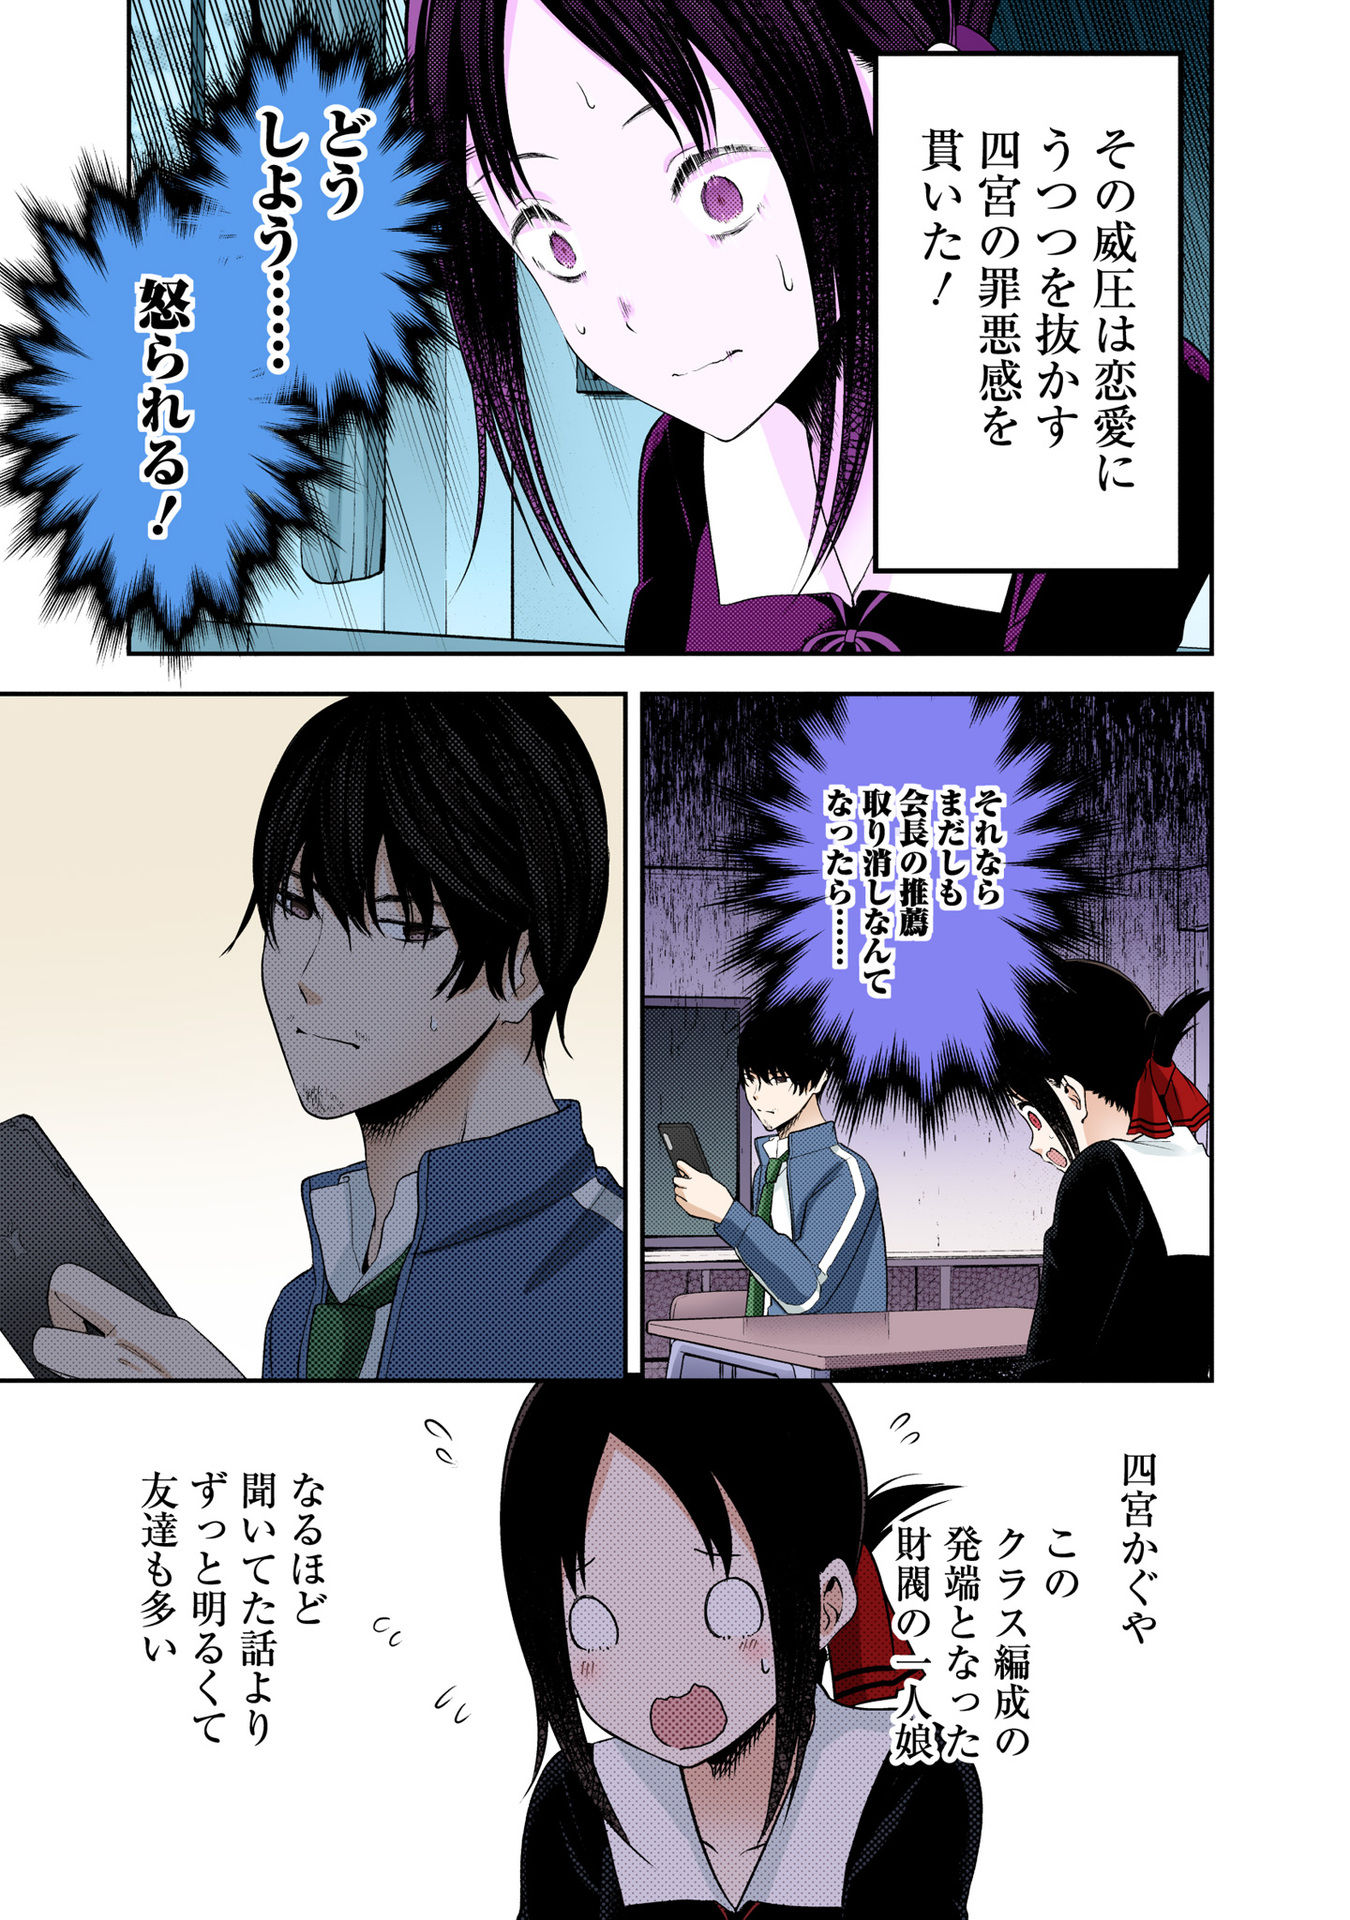 その威圧は恋愛に
うつつを抜かす
四宮の罪悪感を
貫いた！
どう
しよう……
怒られる！
それなら
まだしも
会長の推薦
取り消しなんて
なったら……
四宮かぐや
この
クラス編成の
発端となった
財閥の一人娘
なるほど
聞いてた話より
ずっと明るくて
友達も多い